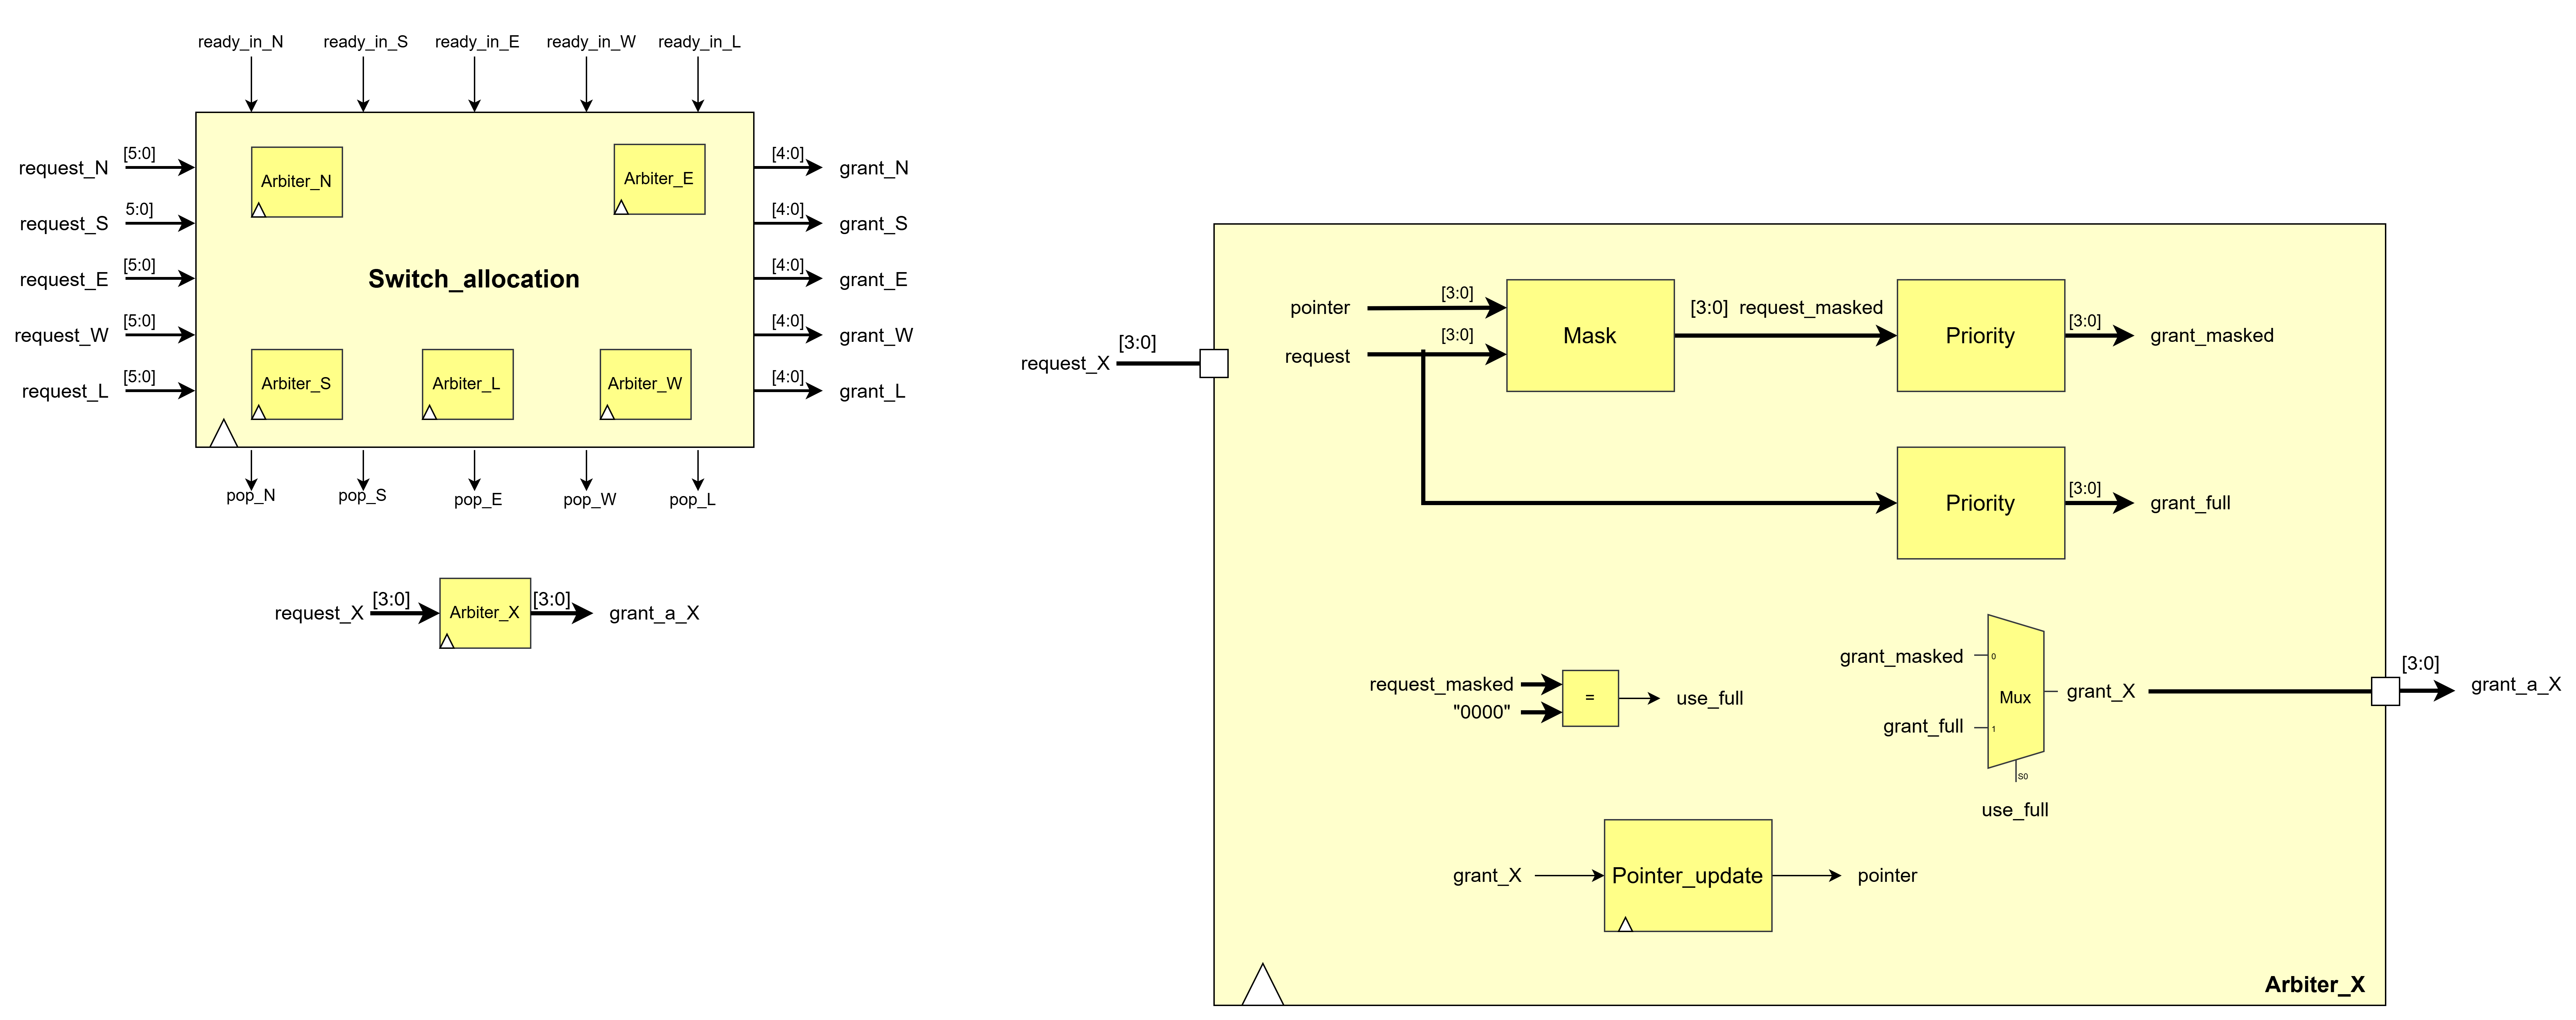 ready_in_N ready_in_S ready_in_E ready_in_W ready_in_L
request_N [5:0]
request_S 5:0]
request_E [5:0]
request_W [5:0]
request_L [5:0]
Arbiter_N
Arbiter_E
Switch_allocation
Arbiter_S
Arbiter_L
Arbiter_W
[4:0] grant_N
[4:0] grant_S
[4:0] grant_E
[4:0] grant_W
[4:0] grant_L
pop_N pop_S pop_E pop_W pop_L
request_X [3:0] Arbiter_X [3:0] grant_a_X
request_X [3:0]
pointer [3:0]
request [3:0]
Mask
[3:0] request_masked
Priority
[3:0] grant_masked
Priority
[3:0] grant_full
request_masked
"0000"
=
use_full
grant_masked 0
Mux
grant_full 1
S0
use_full
grant_X
[3:0]
grant_a_X
grant_X
Pointer_update
pointer
Arbiter_X